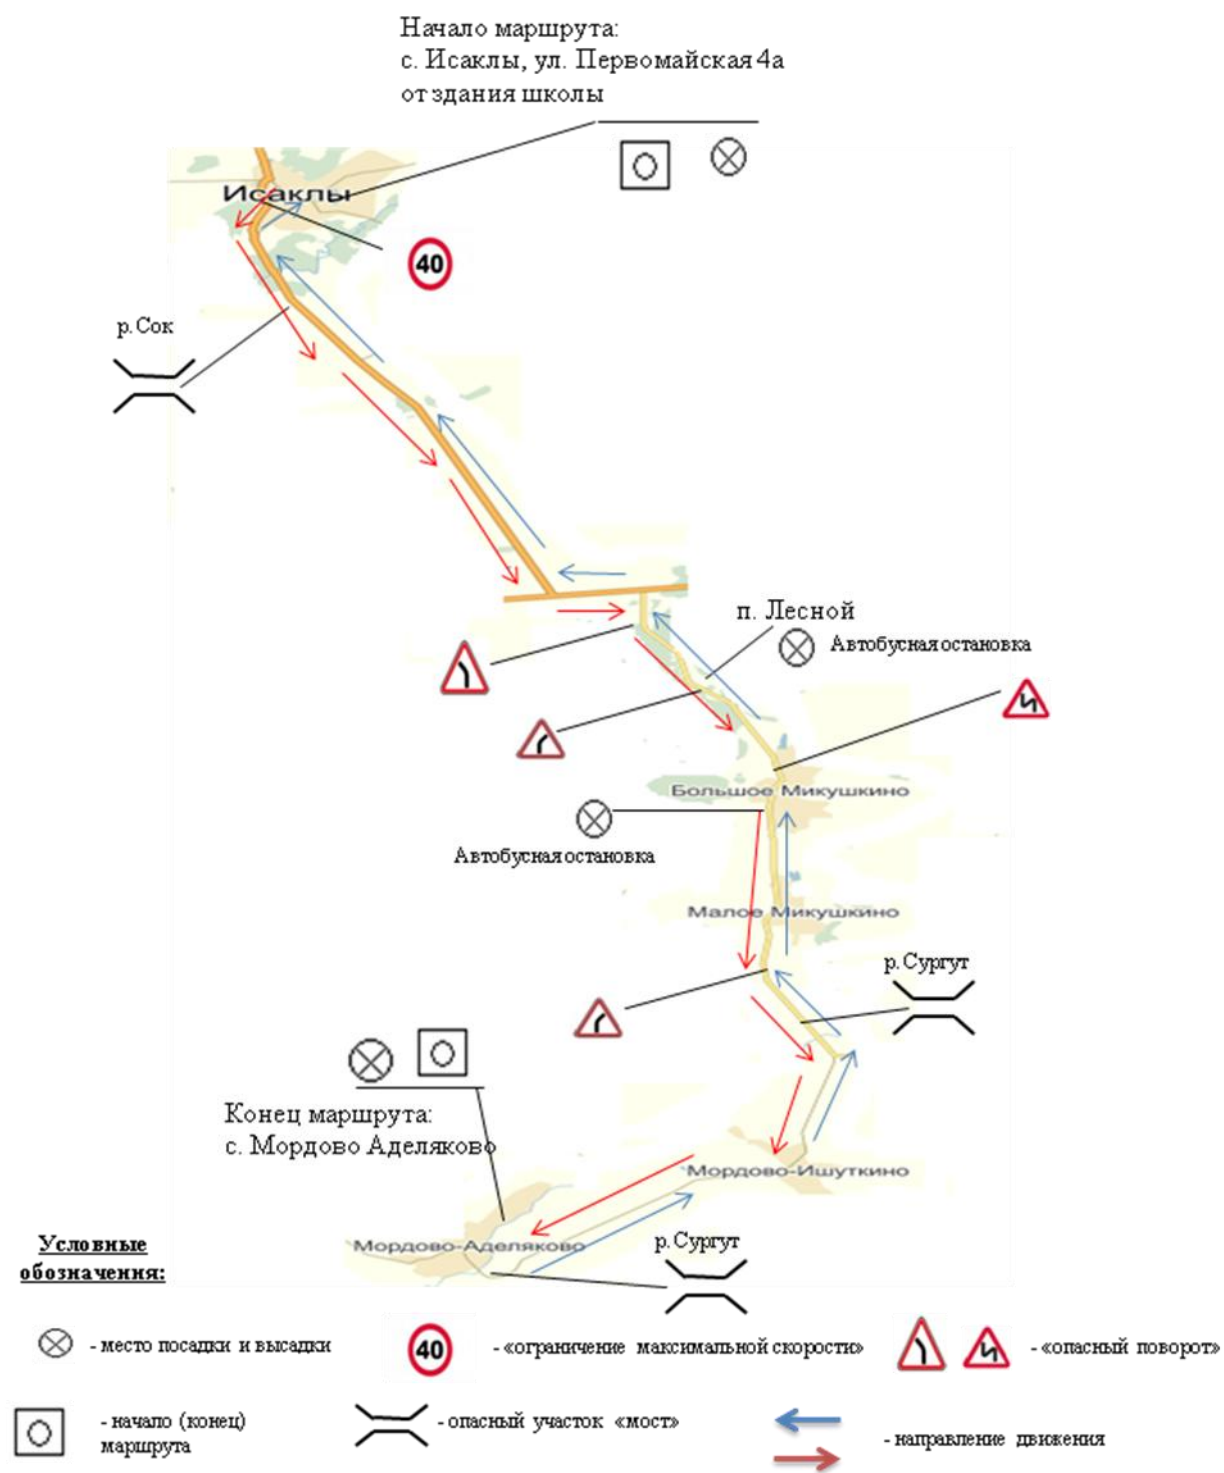 Начало маршрута:
с. Исаклы, ул. Первомайская 4а
от здания школы
Исаклы
40
р. Сок
п. Лесной
Автобусная остановка
Большое Микушкино
Автобусная остановка
Малое Микушкино
р. Сургут
Конец маршрута:
с. Мордово Аделяково
Мордово-Ишуткино
Мордово-Аделяково
р. Сургут
Условные
обозначения:
- место посадки и высадки
40
- «ограничение максимальной скорости»
- «опасный поворот»
- начало (конец)
маршрута
- опасный участок «мост»
- направление движения